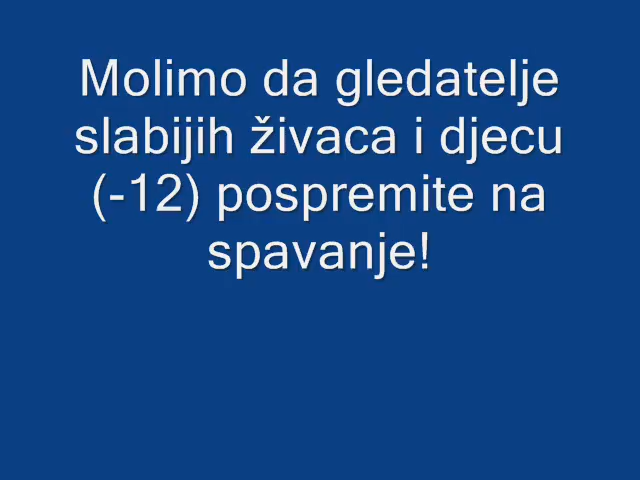 Molimo da gledatelje
slabijih živaca i djecu
(-12) pospremite na
spavanje!